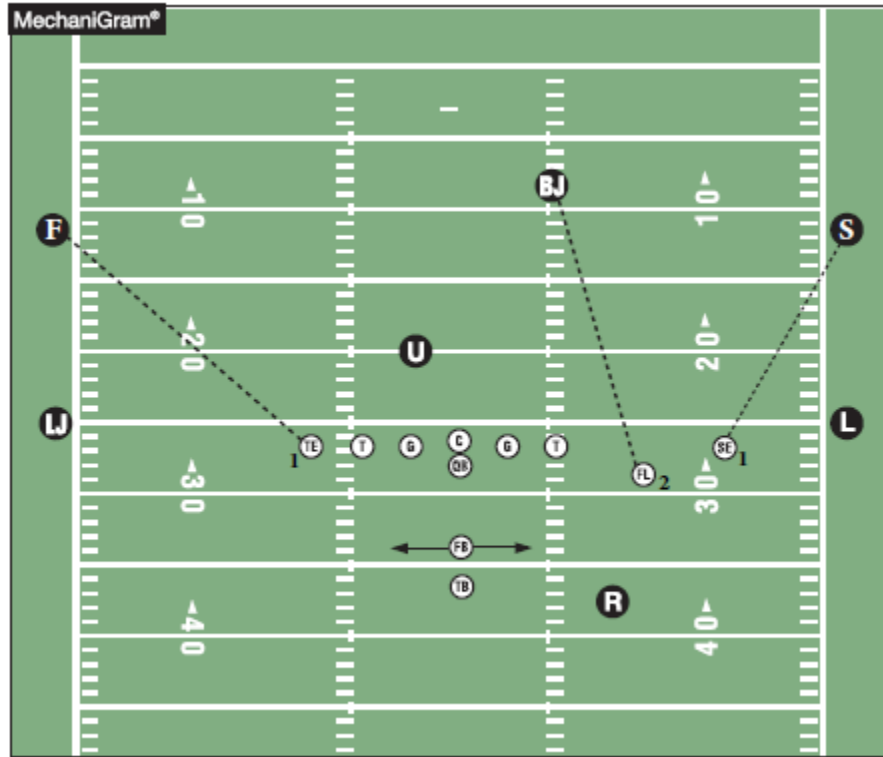 MechaniGram®
BJ
10 10
F S
20 20
U
LJ L
TE T G C G T SE
1 1
QB
FL 2
30 30
FB
TB
R
40 40